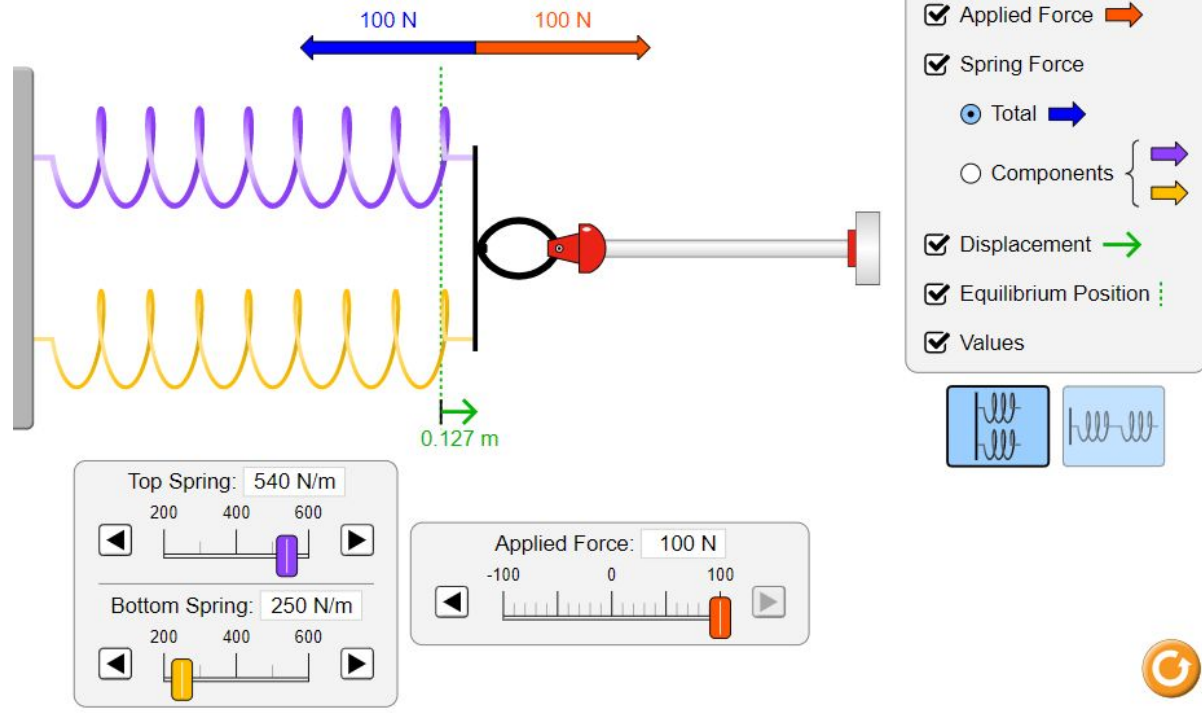 100 N 100 N
Applied Force
Spring Force
Total
Components
Displacement
Equilibrium Position
Values
0.127 m
Top Spring: 540 N/m
200 400 600
Bottom Spring: 250 N/m
200 400 600
Applied Force: 100 N
-100 0 100